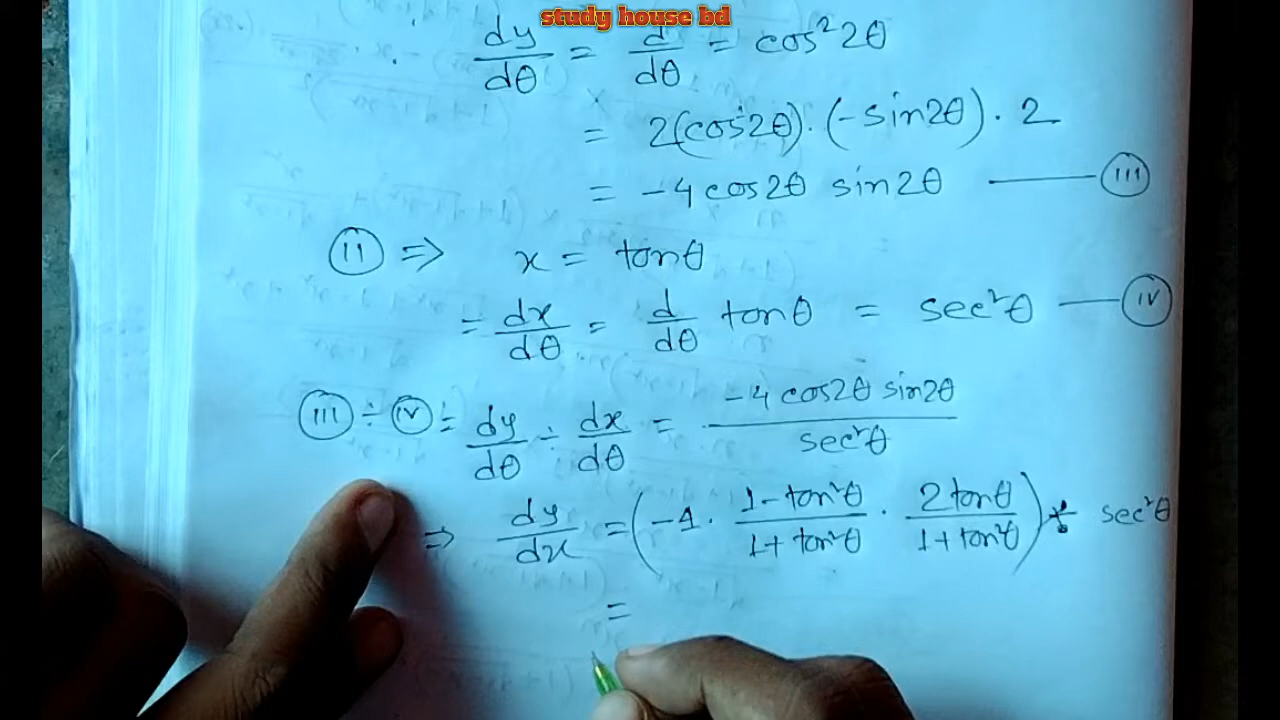 study house bd
dy/dθ = d/dθ = cos²2θ
= 2(cos2θ)·(-sin2θ)·2
= -4 cos2θ sin2θ —— (III)
(II) ⇒ x = tanθ
= dx/dθ = d/dθ tanθ = sec²θ —— (IV)
(III) ÷ (IV) = dy/dθ ÷ dx/dθ = -4 cos2θ sin2θ / sec²θ
⇒ dy/dx = (-4 · 1-tan²θ/1+tan²θ · 2tanθ/1+tan²θ) ÷ sec²θ
=